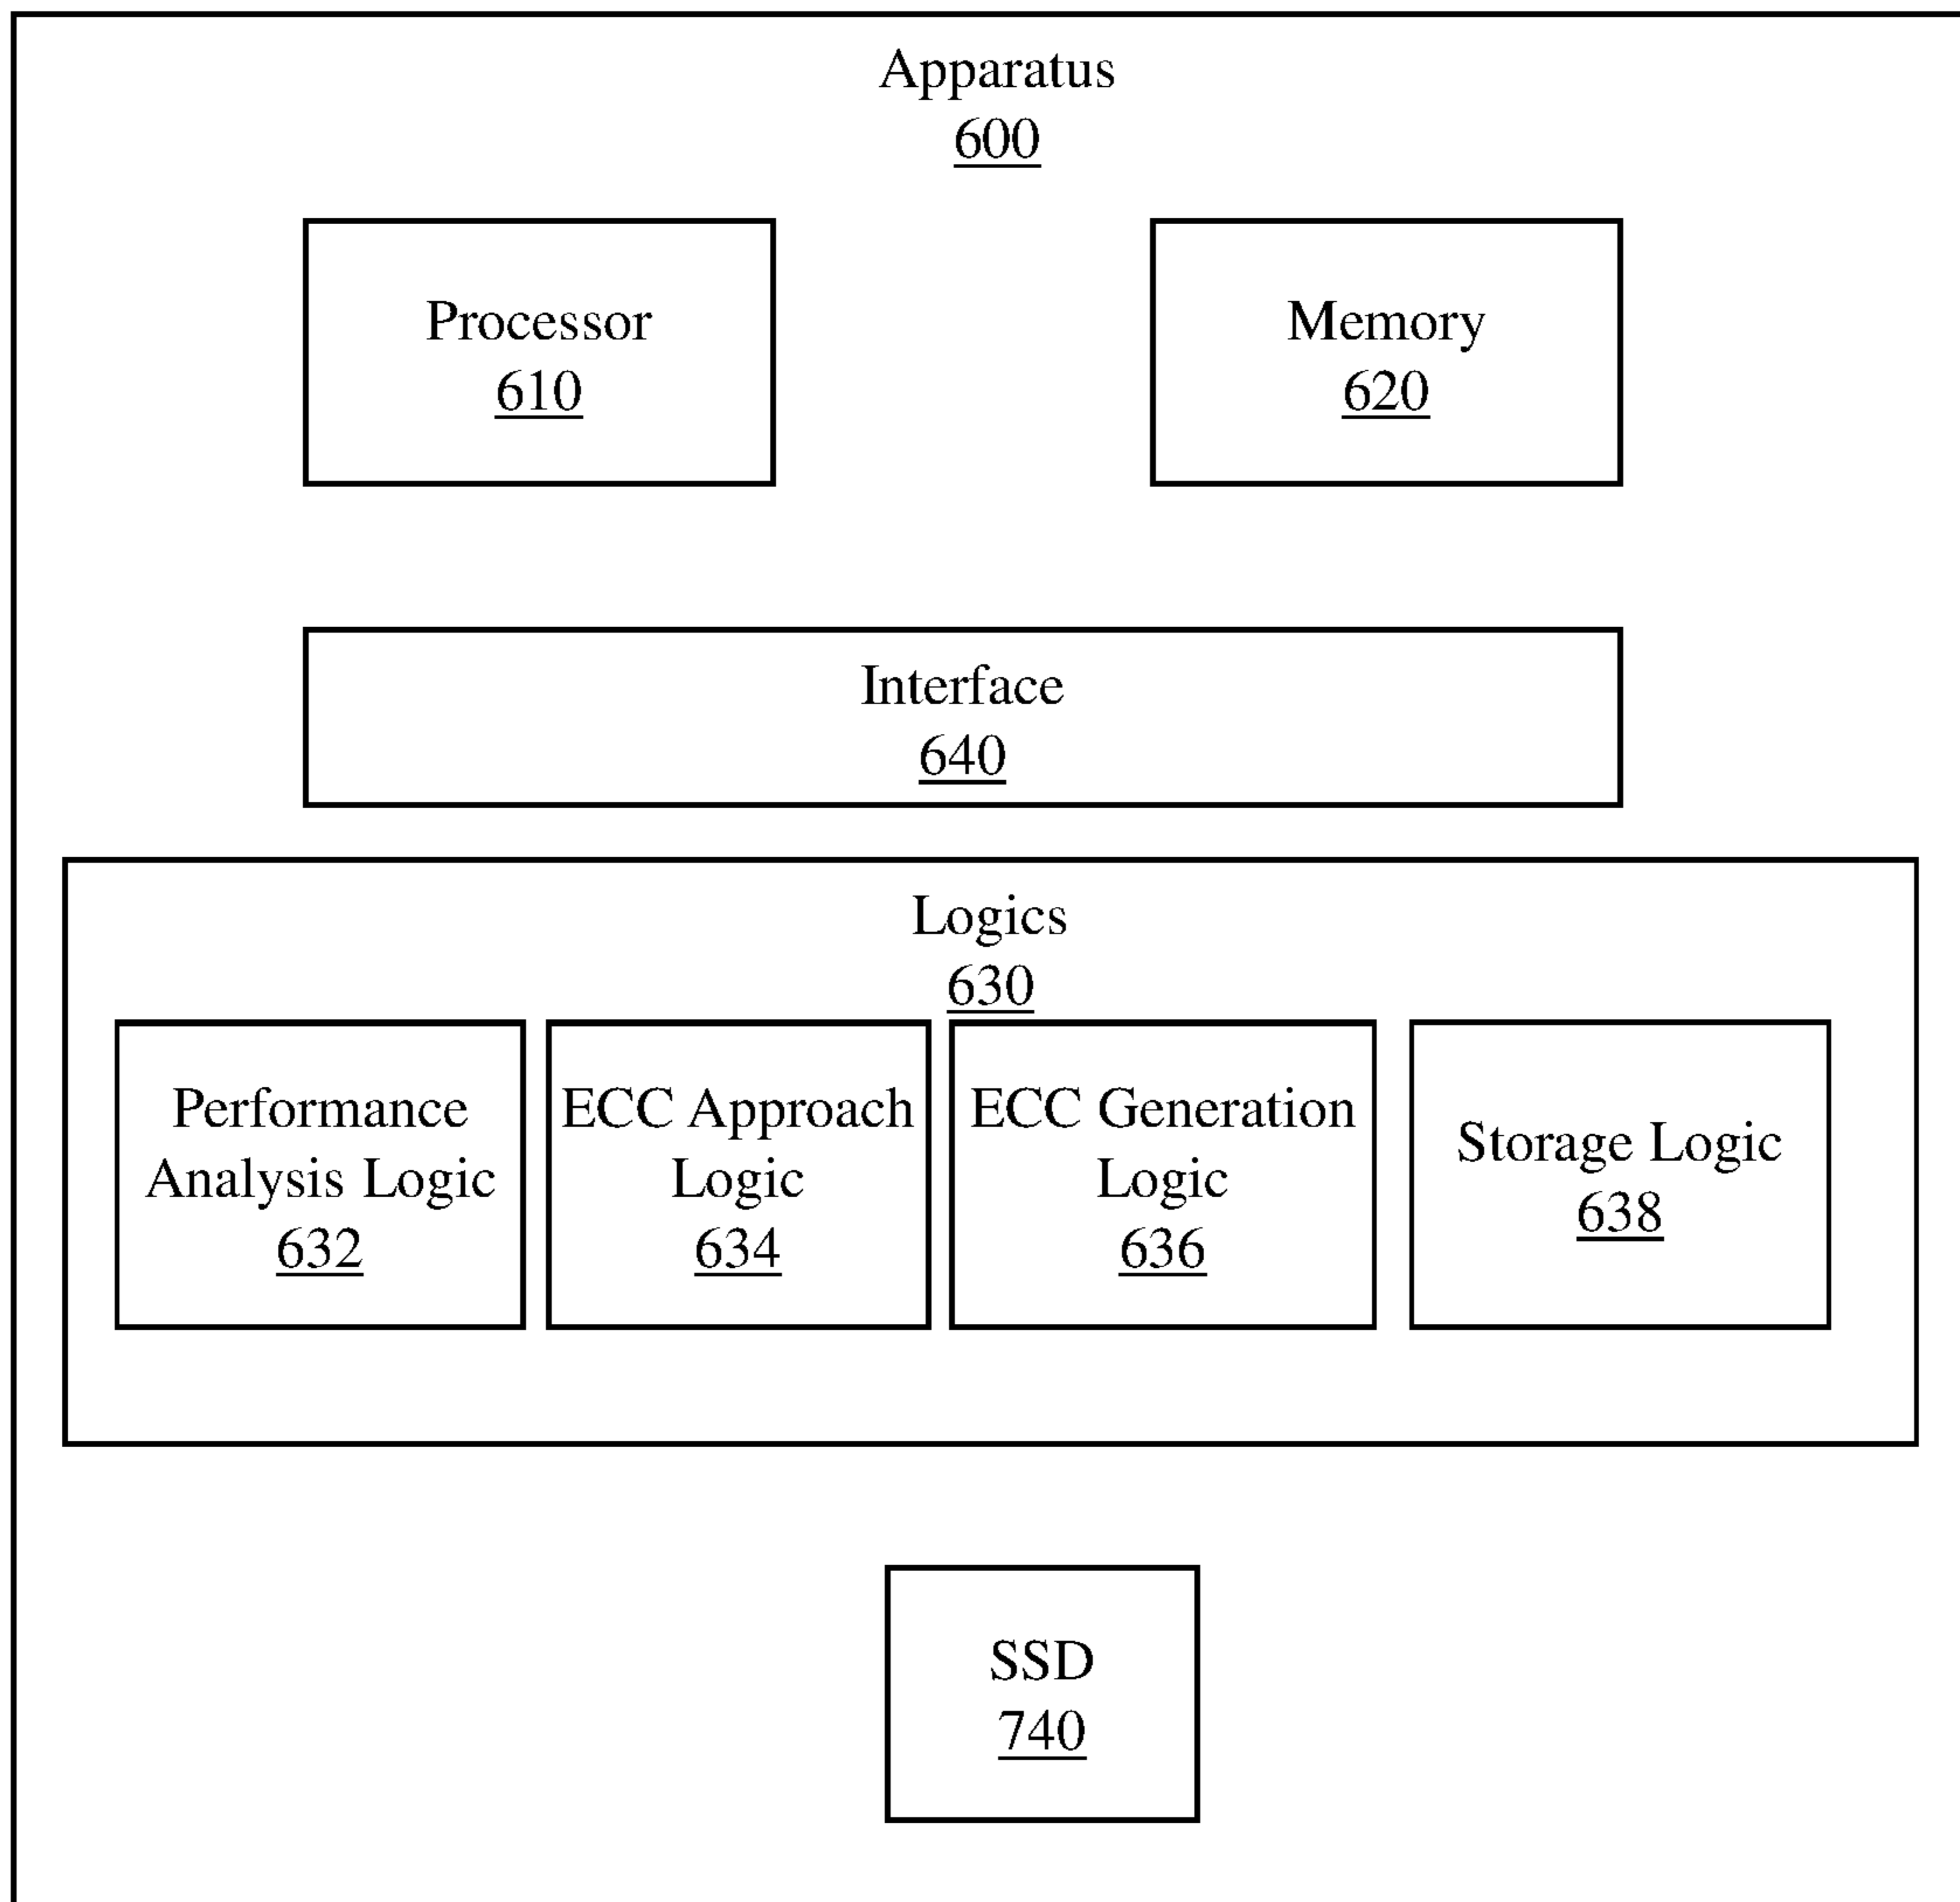 Apparatus
600
Processor
610
Memory
620
Interface
640
Logics
630
Performance
Analysis Logic
632
ECC Approach
Logic
634
ECC Generation
Logic
636
Storage Logic
638
SSD
740